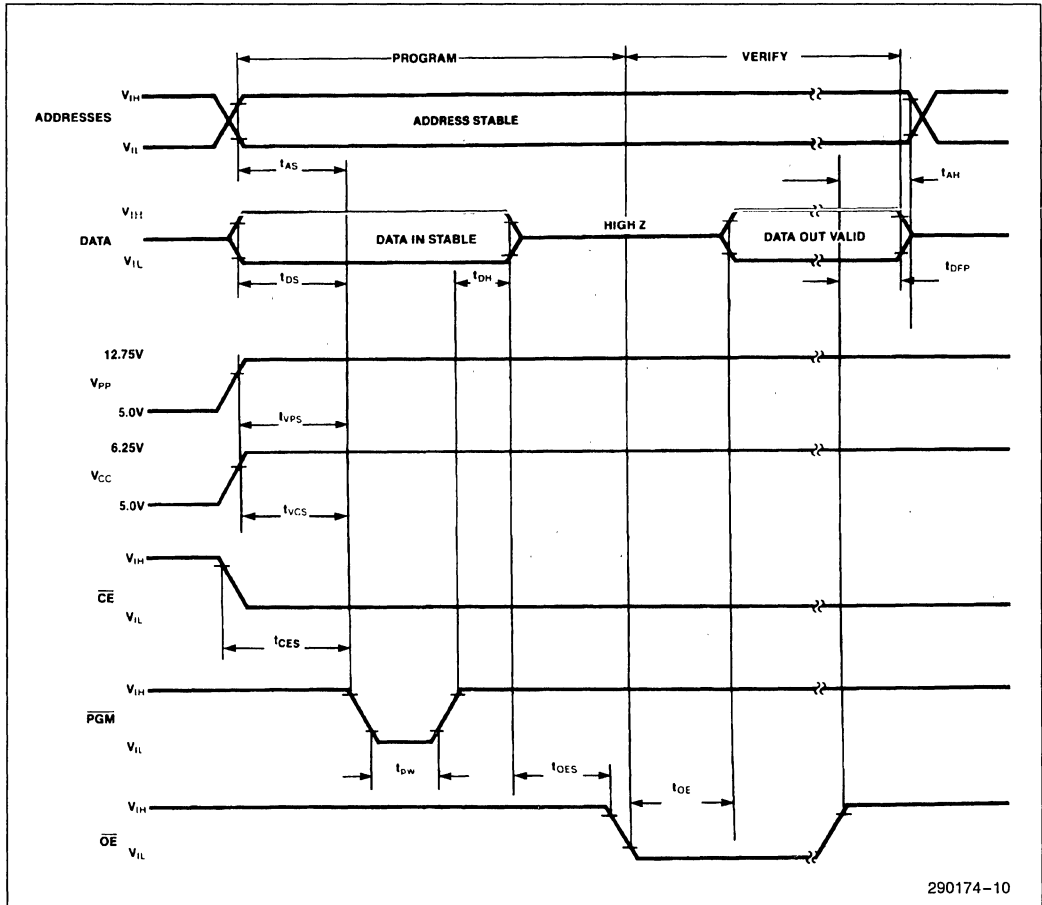 PROGRAM VERIFY
VIH
ADDRESSES ADDRESS STABLE
VIL
tAS tAH
VIH
DATA DATA IN STABLE HIGH Z DATA OUT VALID
VIL
tDS tDH tDFP
12.75V
VPP
5.0V
tVPS
6.25V
VCC
5.0V
tVCS
VIH
CE
VIL
tCES
VIH
PGM
VIL
tPW tOES tOE
VIH
OE
VIL
290174-10